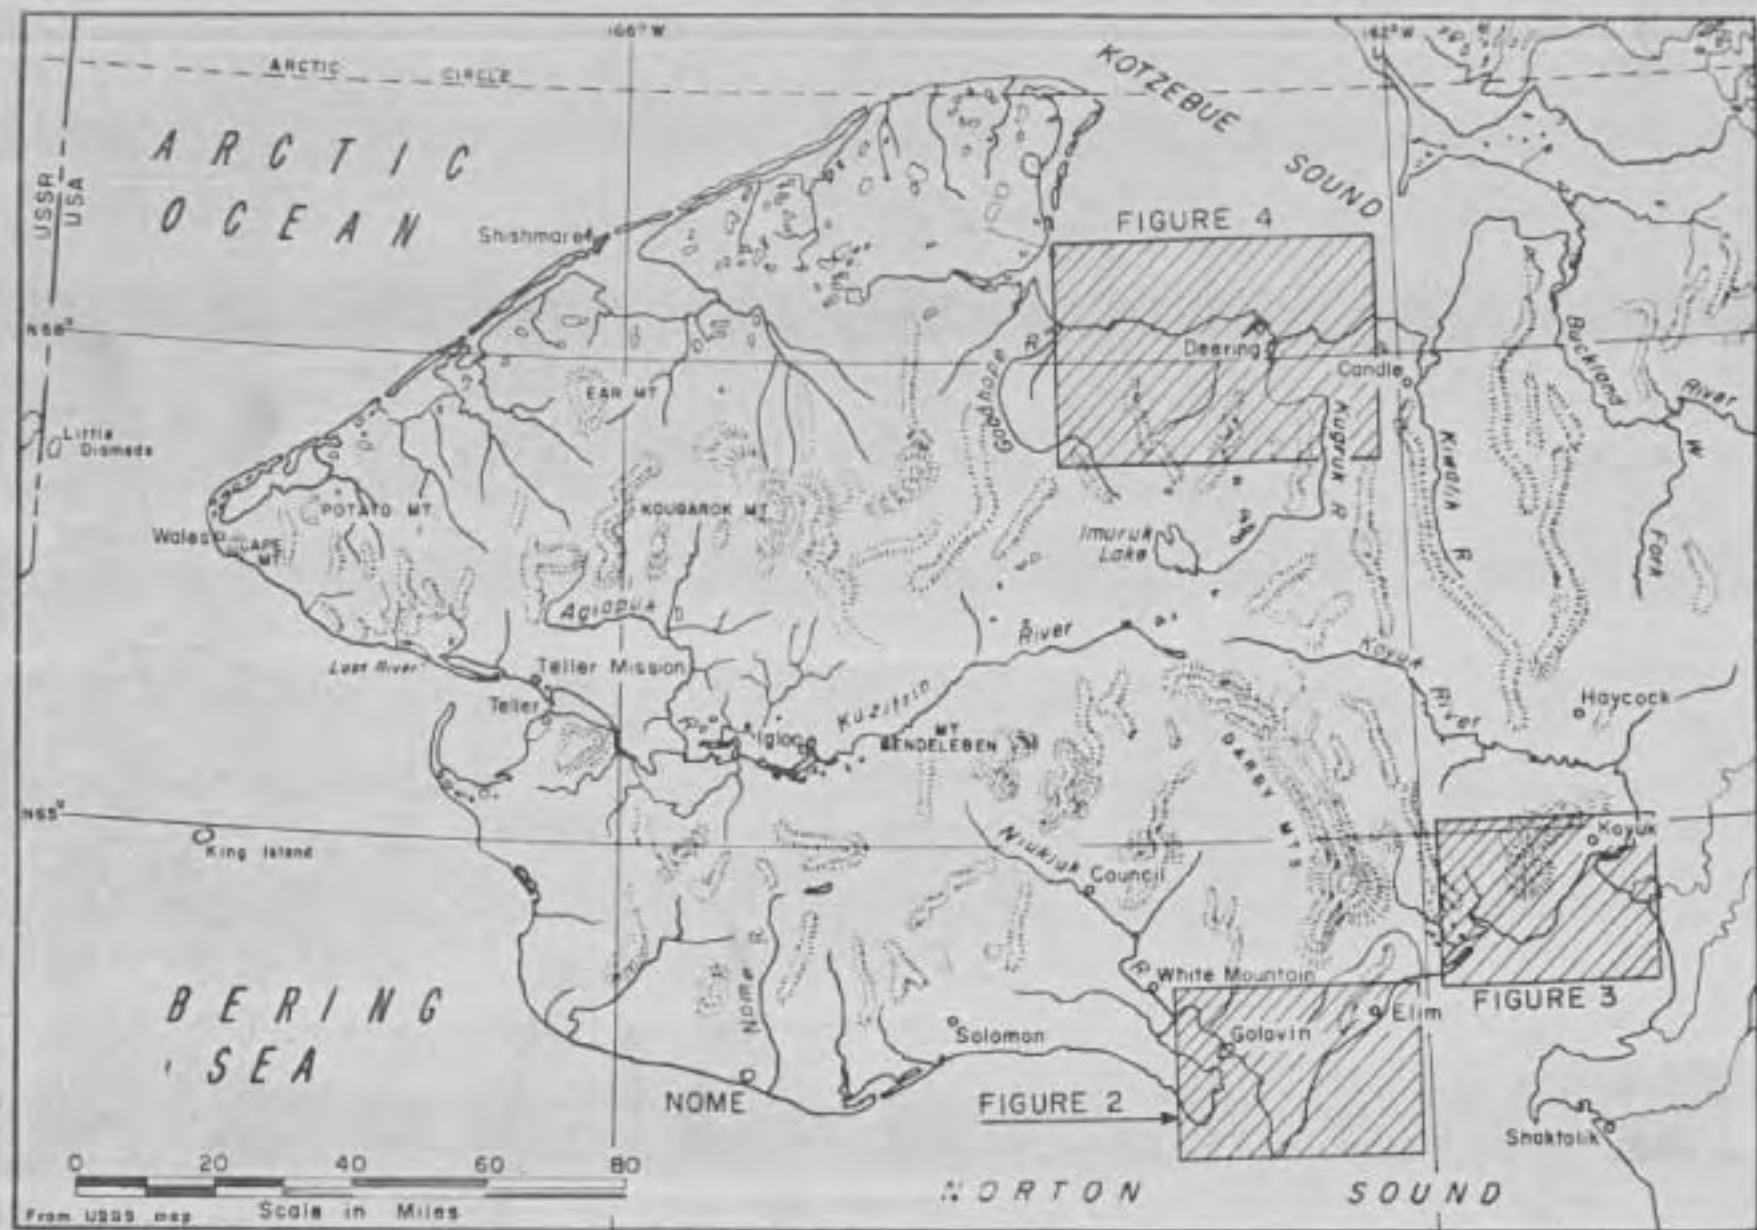 166° W
162° W
ARCTIC CIRCLE
KOTZEBUE
SOUND
ARCTIC
OCEAN
USSR
USA
Shishmaref
FIGURE 4
N66°
Deering
Candle
Goodhope R
Buckland
River
EAR MT
Little
Diomede
Kugruk R
Kiwalik R
W
Fork
POTATO MT
KOUGAROK MT
Wales
CAPE
MT
Imuruk
Lake
Agiapuk
River
Koyuk
River
Lost River
Teller Mission
Teller
Haycock
Kuzitrin
Igloo
MT
BENDELEBEN
DARBY MTS
N65°
King Island
Niukluk
Council
Koyuk
Nome R
R
White Mountain
FIGURE 3
Elim
Golovin
Solomon
BERING
SEA
NOME
FIGURE 2
Shaktolik
0 20 40 60 80
Scale in Miles
From USGS map
NORTON SOUND